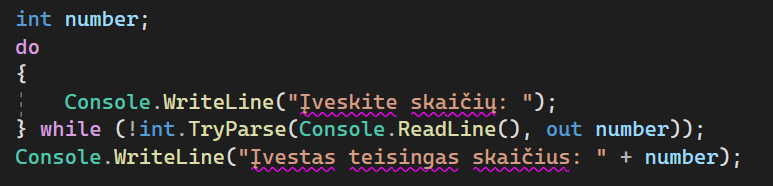 int number;
do
{
    Console.WriteLine("Įveskite skaičių: ");
} while (!int.TryParse(Console.ReadLine(), out number));
Console.WriteLine("Įvestas teisingas skaičius: " + number);